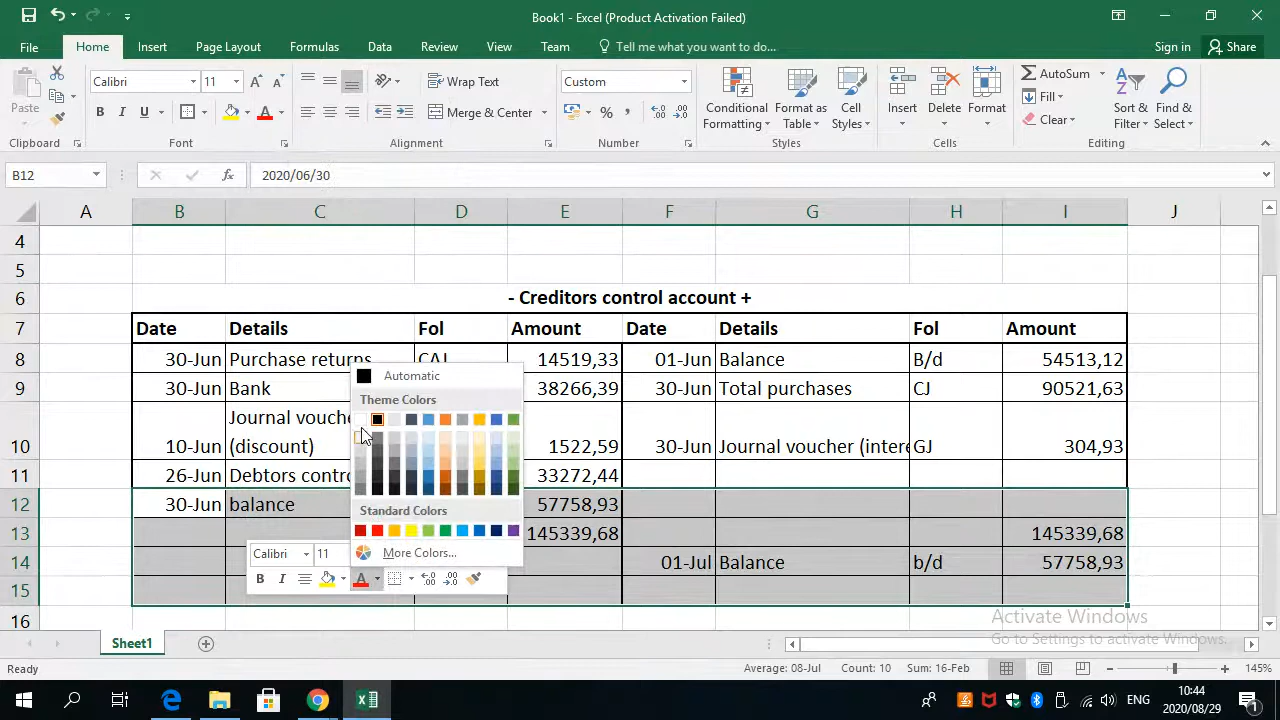 Book1 - Excel (Product Activation Failed)
File Home Insert Page Layout Formulas Data Review View Team Tell me what you want to do... Sign in Share
Calibri 11 Wrap Text Custom AutoSum
Paste Fill
B I U A Merge & Center % , Conditional Formatting Format as Table Cell Styles Insert Delete Format Clear Sort & Filter Find & Select
Clipboard Font Alignment Number Styles Cells Editing
B12 fx 2020/06/30
A B C D E F G H I J
4
5
6 - Creditors control account +
7 Date Details Fol Amount Date Details Fol Amount
8 30-Jun Purchase returns CAJ 14519,33 01-Jun Balance B/d 54513,12
Automatic
9 30-Jun Bank 38266,39 30-Jun Total purchases CJ 90521,63
Theme Colors
Journal
10 10-Jun (discount) 1522,59 30-Jun Journal voucher (inter GJ 304,93
11 26-Jun Debtors 33272,44
12 30-Jun balance 57758,93
Standard Colors
13 145339,68 145339,68
Calibri 11 More Colors...
14 01-Jul Balance b/d 57758,93
B I A
15
16
Activate Windows
Go to Settings to activate Windows.
Sheet1
Ready Average: 08-Jul Count: 10 Sum: 16-Feb 145%
ENG 10:44
2020/08/29
1